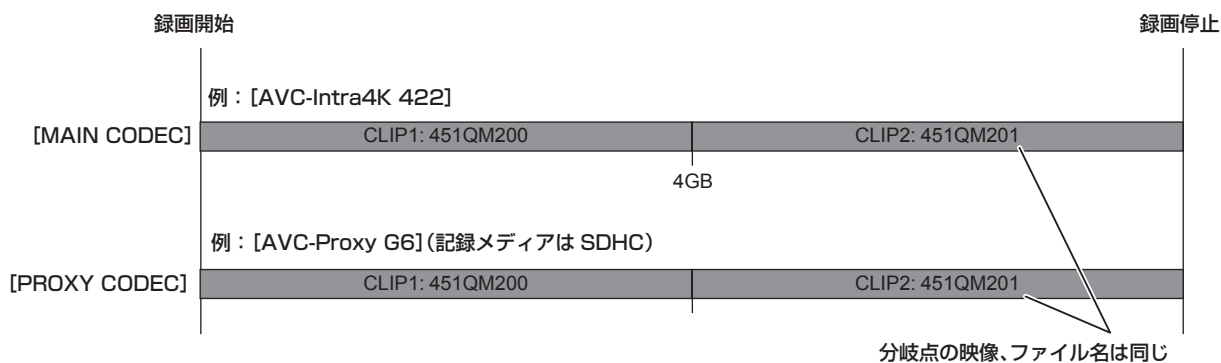 録画開始
録画停止
例：［AVC-Intra4K 422］
［MAIN CODEC］
CLIP1: 451QM200
CLIP2: 451QM201
4GB
例：［AVC-Proxy G6］（記録メディアは SDHC）
［PROXY CODEC］
CLIP1: 451QM200
CLIP2: 451QM201
分岐点の映像、ファイル名は同じ